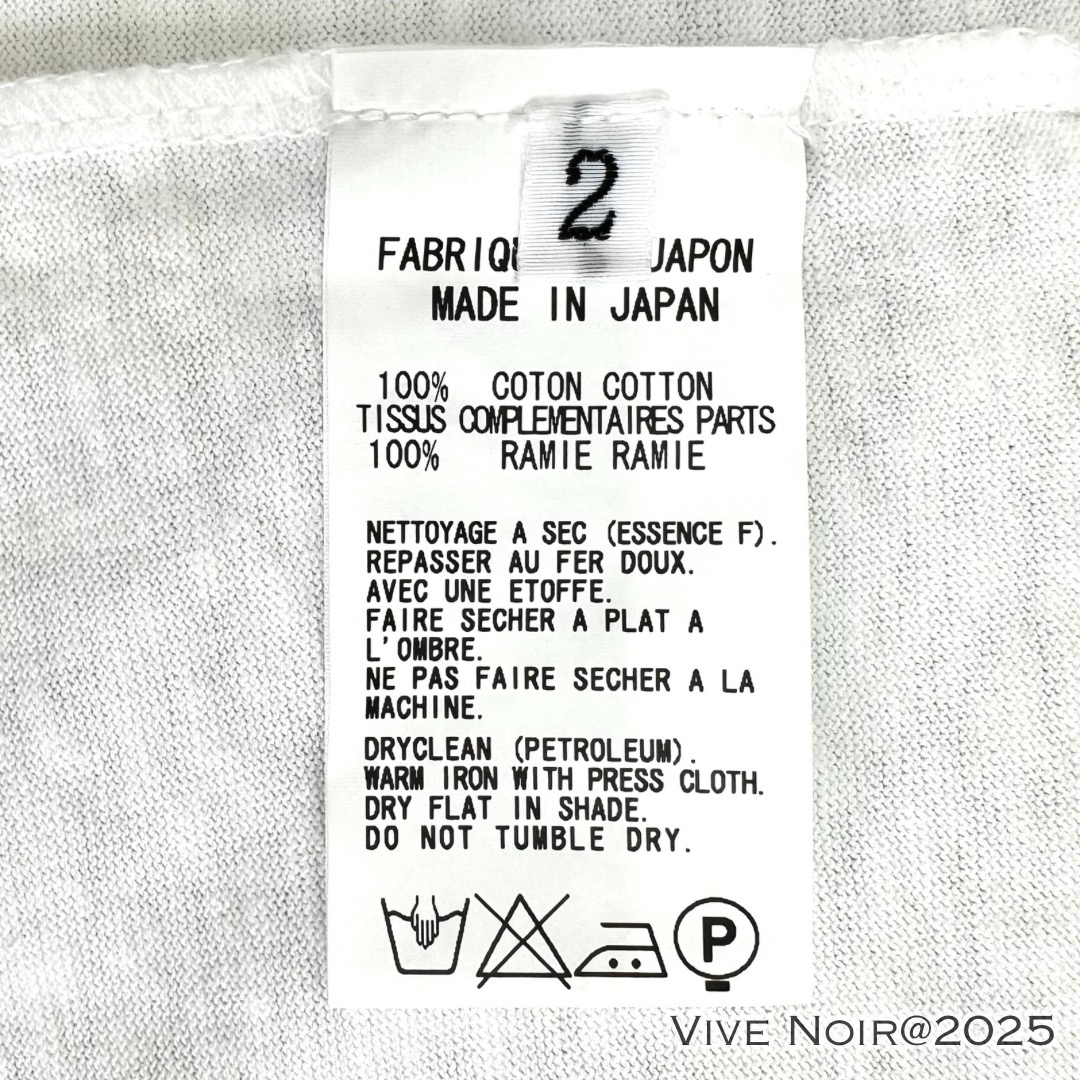 2
FABRIQU JAPON
MADE IN JAPAN
100% COTON COTTON
TISSUS COMPLEMENTAIRES PARTS
100% RAMIE RAMIE
NETTOYAGE A SEC (ESSENCE F).
REPASSER AU FER DOUX.
AVEC UNE ETOFFE.
FAIRE SECHER A PLAT A
L'OMBRE.
NE PAS FAIRE SECHER A LA
MACHINE.
DRYCLEAN (PETROLEUM).
WARM IRON WITH PRESS CLOTH.
DRY FLAT IN SHADE.
DO NOT TUMBLE DRY.
P
VIVE NOIR@2025